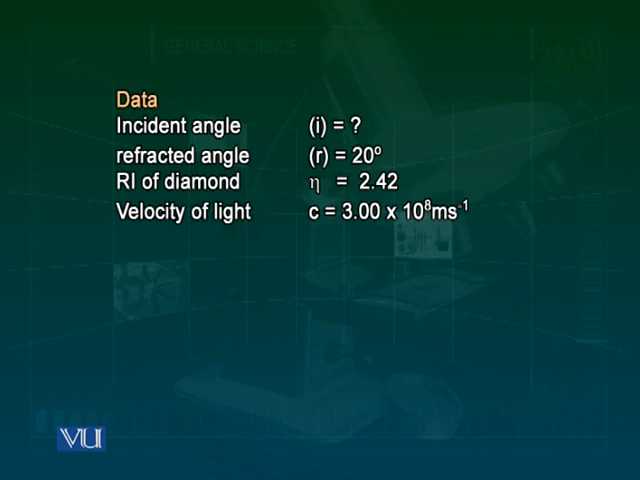 GENERAL SCIENCE
Data
Incident angle (i) = ?
refracted angle (r) = 20º
RI of diamond η = 2.42
Velocity of light c = 3.00 x 10⁸ms⁻¹
VU